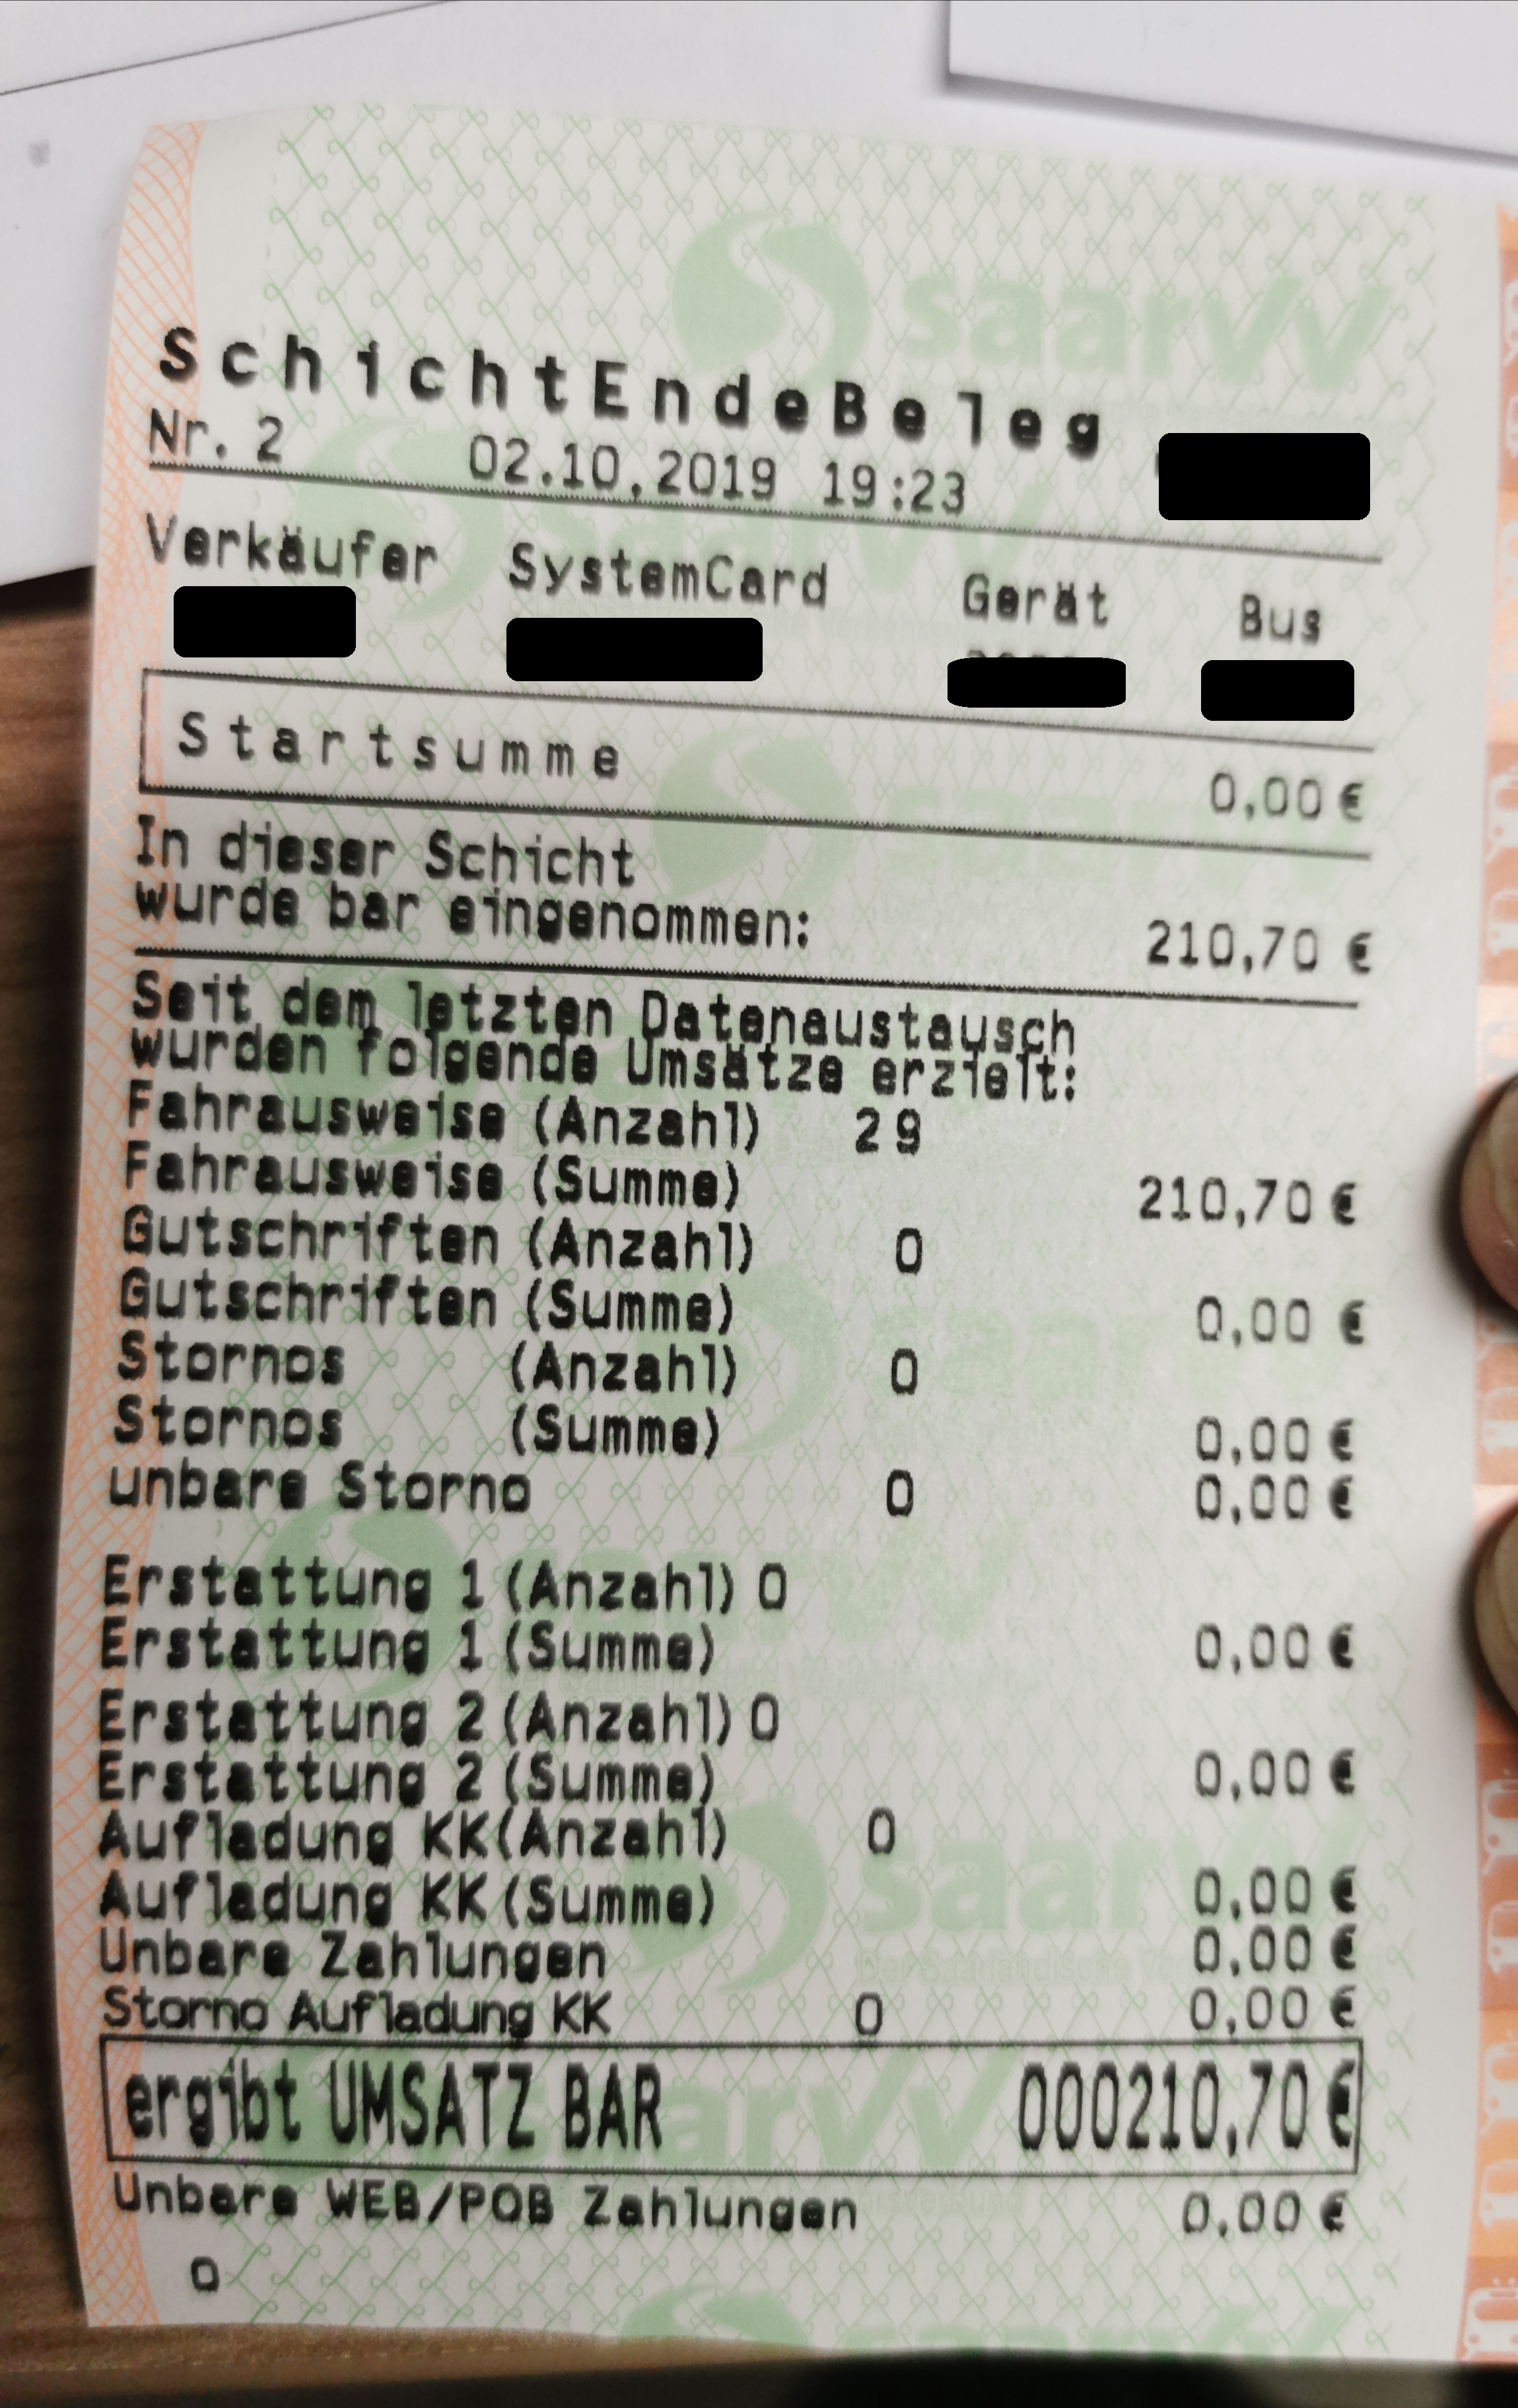 saarVV
SchichtEndeBeleg
Nr. 2 02.10.2019 19:23
Verkäufer SystemCard Gerät Bus
Startsumme 0,00 €
In dieser Schicht
wurde bar eingenommen: 210,70 €
Seit dem letzten Datenaustausch
wurden folgende Umsätze erzielt:
Fahrausweise (Anzahl) 29
Fahrausweise (Summe) 210,70 €
Gutschriften (Anzahl) 0
Gutschriften (Summe) 0,00 €
Stornos (Anzahl) 0
Stornos (Summe) 0,00 €
unbare Storno 0 0,00 €
Erstattung 1 (Anzahl) 0
Erstattung 1 (Summe) 0,00 €
Erstattung 2 (Anzahl) 0
Erstattung 2 (Summe) 0,00 €
Aufladung KK(Anzahl) 0
Aufladung KK(Summe) 0,00 €
Unbare Zahlungen 0,00 €
Storno Aufladung KK 0 0,00 €
ergibt UMSATZ BAR 000210,70 €
Unbare WEB/POB Zahlungen 0,00 €
0